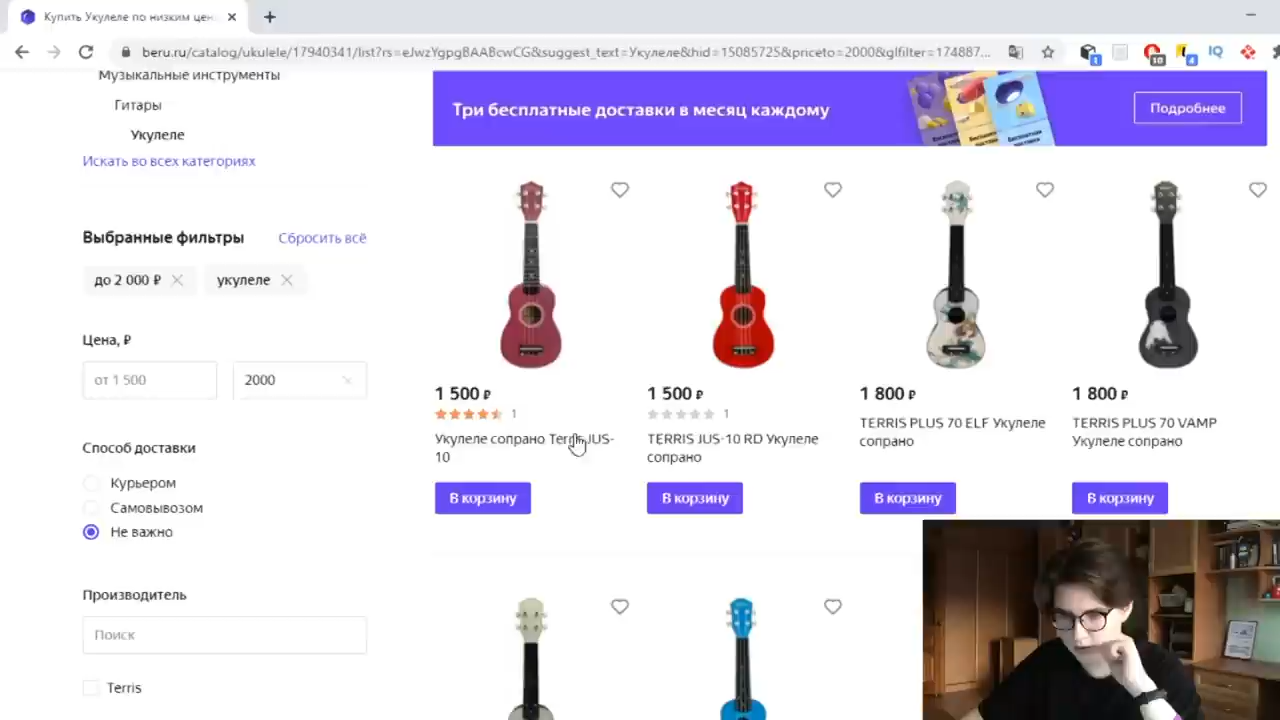 Купить Укулеле по низким цен
beru.ru/catalog/ukulele/17940341/list?rs=eJwzYgpgBAABcwCG&suggest_text=Укулеле&hid=15085725&priceto=2000&glfilter=174887...
Музыкальные инструменты
Гитары
Укулеле
Искать во всех категориях
Три бесплатные доставки в месяц каждому
Подробнее
Выбранные фильтры
Сбросить всё
до 2 000 ₽
укулеле
Цена, ₽
от 1 500
2000
Способ доставки
Курьером
Самовывозом
Не важно
Производитель
Поиск
Terris
1 500 ₽
1
Укулеле сопрано Terris JUS-
10
В корзину
1 500 ₽
1
TERRIS JUS-10 RD Укулеле
сопрано
В корзину
1 800 ₽
TERRIS PLUS 70 ELF Укулеле
сопрано
В корзину
1 800 ₽
TERRIS PLUS 70 VAMP
Укулеле сопрано
В корзину